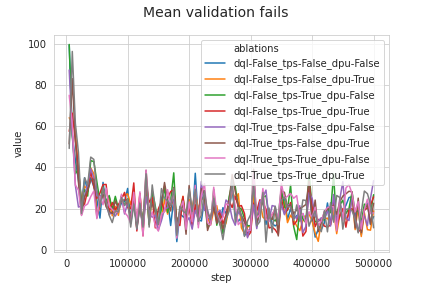 Mean validation fails
100
80
60
40
20
0
value
ablations
dql-False_tps-False_dpu-False
dql-False_tps-False_dpu-True
dql-False_tps-True_dpu-False
dql-False_tps-True_dpu-True
dql-True_tps-False_dpu-False
dql-True_tps-False_dpu-True
dql-True_tps-True_dpu-False
dql-True_tps-True_dpu-True
0 100000 200000 300000 400000 500000
step